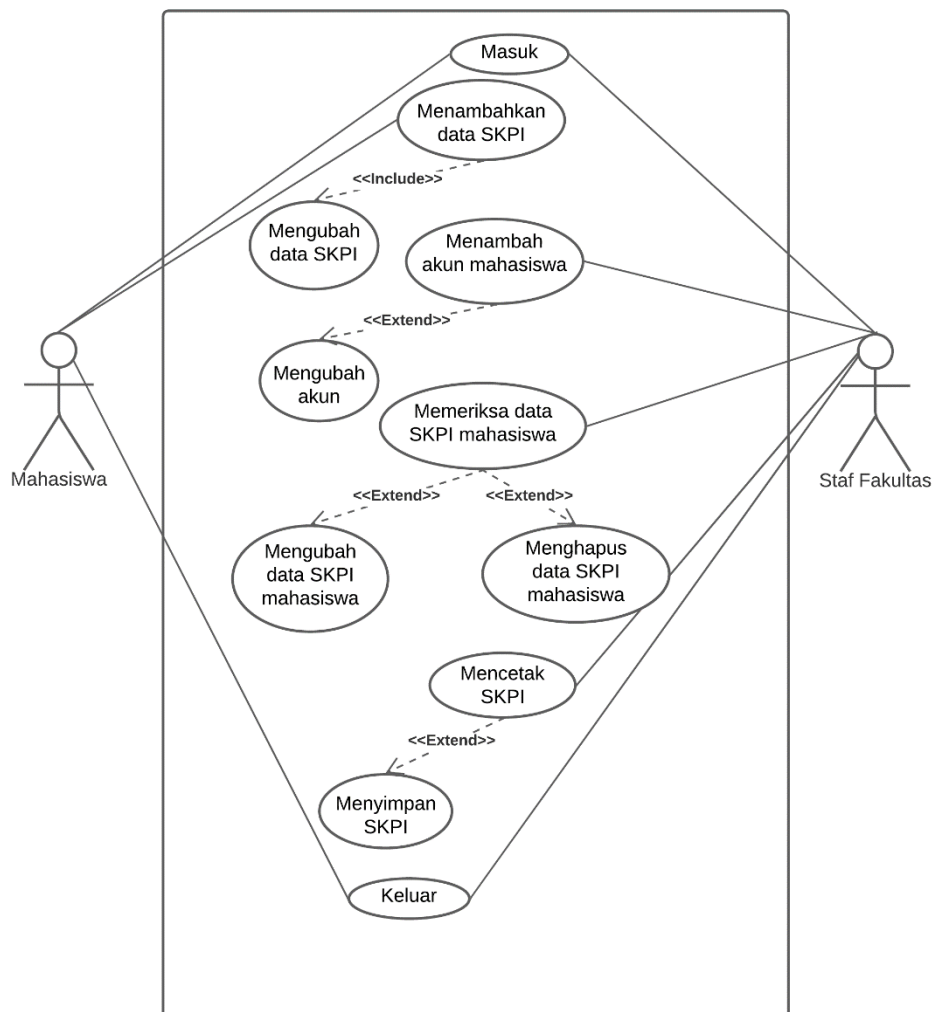 Masuk
Menambahkan
data SKPI
<<Include>>
Mengubah
data SKPI
Menambah
akun mahasiswa
<<Extend>>
Mengubah
akun
Memeriksa data
SKPI mahasiswa
Mahasiswa
Staf Fakultas
<<Extend>>
<<Extend>>
Mengubah
data SKPI
mahasiswa
Menghapus
data SKPI
mahasiswa
Mencetak
SKPI
<<Extend>>
Menyimpan
SKPI
Keluar